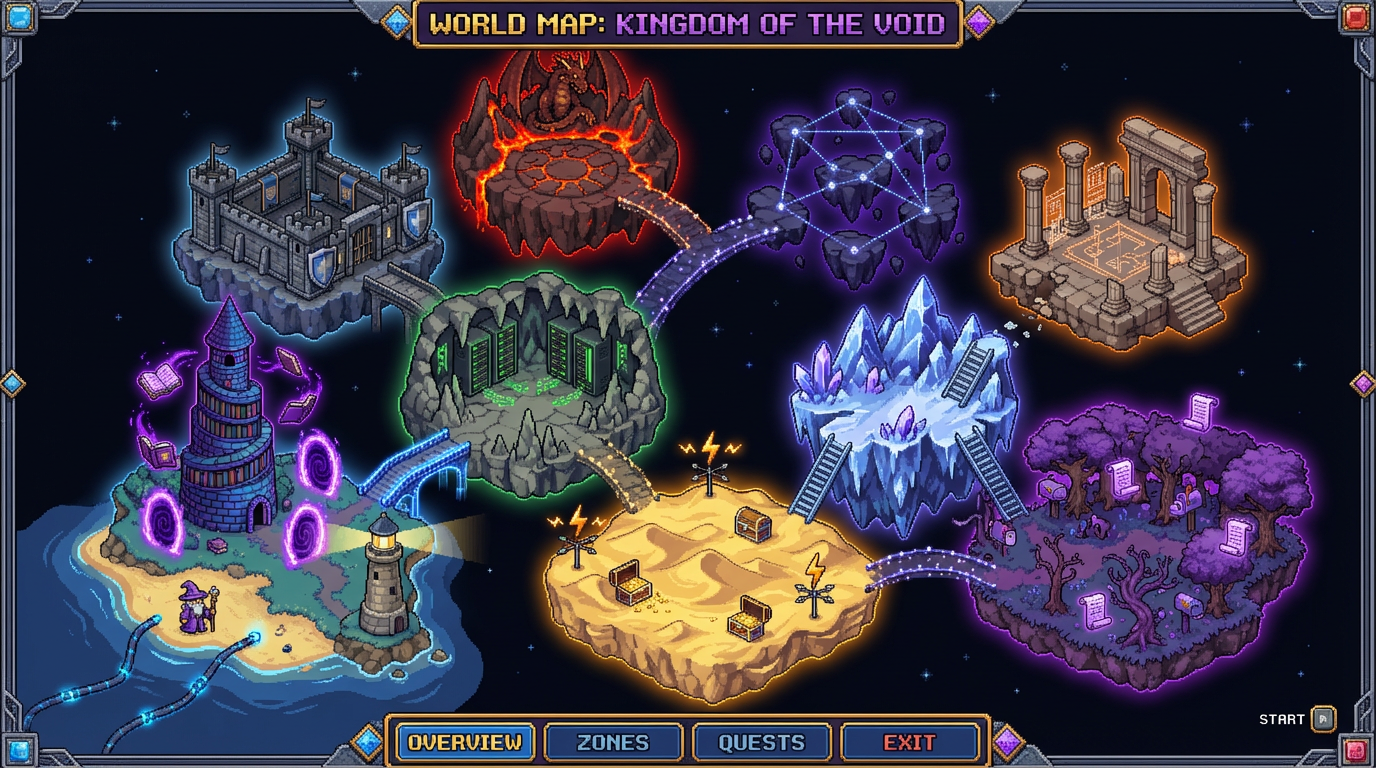 WORLD MAP: KINGDOM OF THE VOID
START
OVERVIEW
ZONES
QUESTS
EXIT